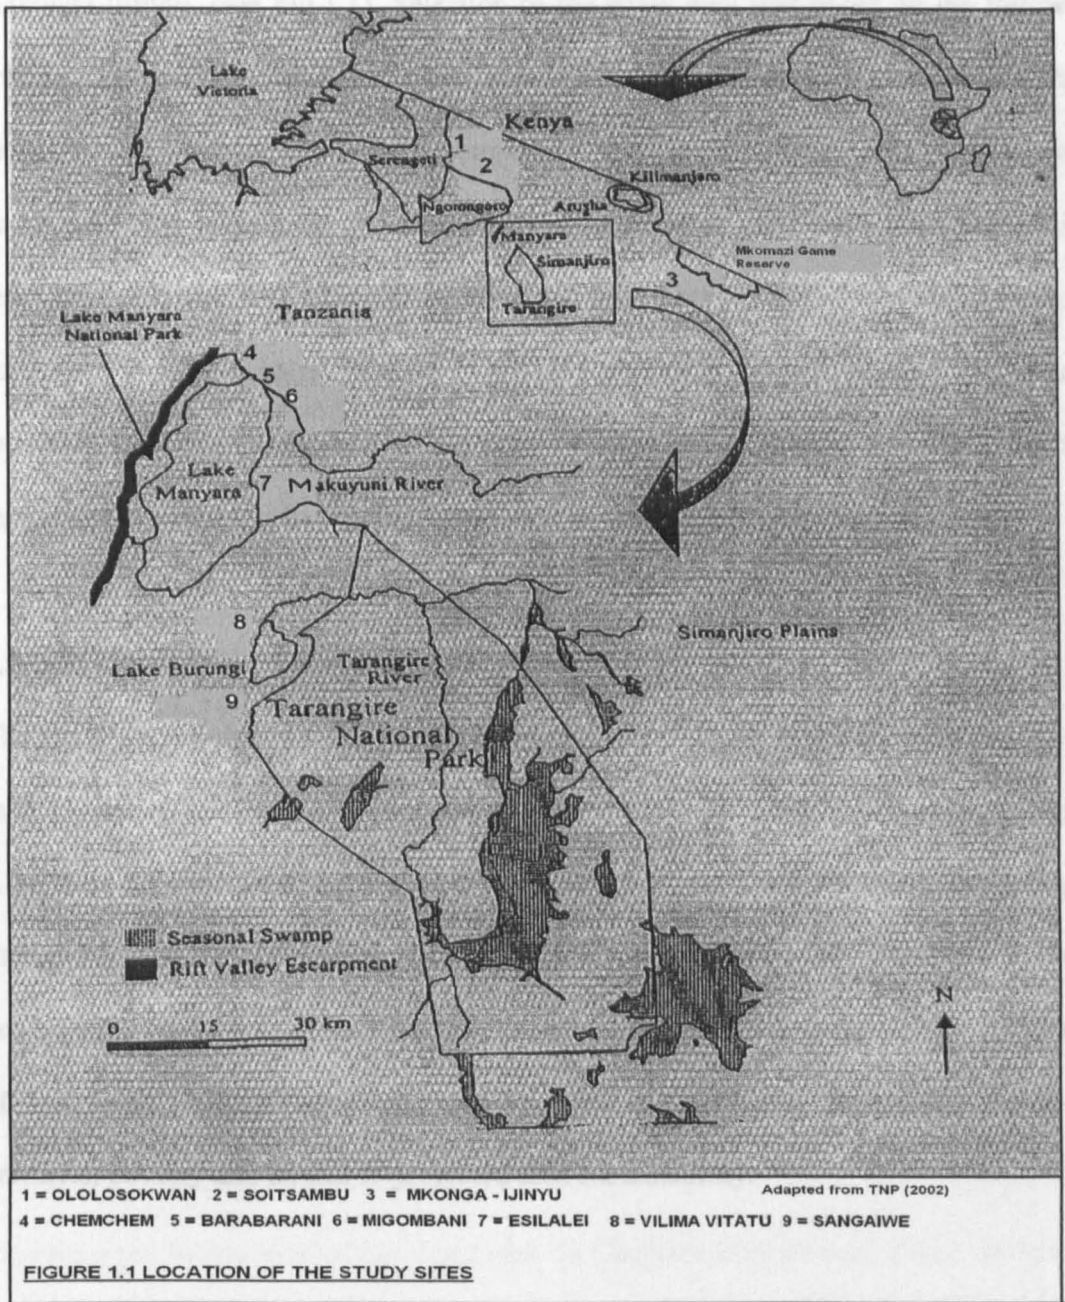 Lake
Victoria
Kenya
1
Serengeti
2
Kilimanjaro
Ngorongoro
Arusha
Manyara
Simanjiro
Mkomazi Game
Reserve
3
Tarangire
Tanzania
Lake Manyara
National Park
4
5
6
Lake
Manyara
7
Makuyuni River
8
Simanjiro Plains
Lake Burungi
Tarangire
River
9
Tarangire
National
Park
Seasonal Swamp
Rift Valley Escarpment
0 15 30 km
N
1 = OLOLOSOKWAN 2 = SOITSAMBU 3 = MKONGA - IJINYU
Adapted from TNP (2002)
4 = CHEMCHEM 5 = BARABARANI 6 = MIGOMBANI 7 = ESILALEI 8 = VILIMA VITATU 9 = SANGAIWE
FIGURE 1.1 LOCATION OF THE STUDY SITES